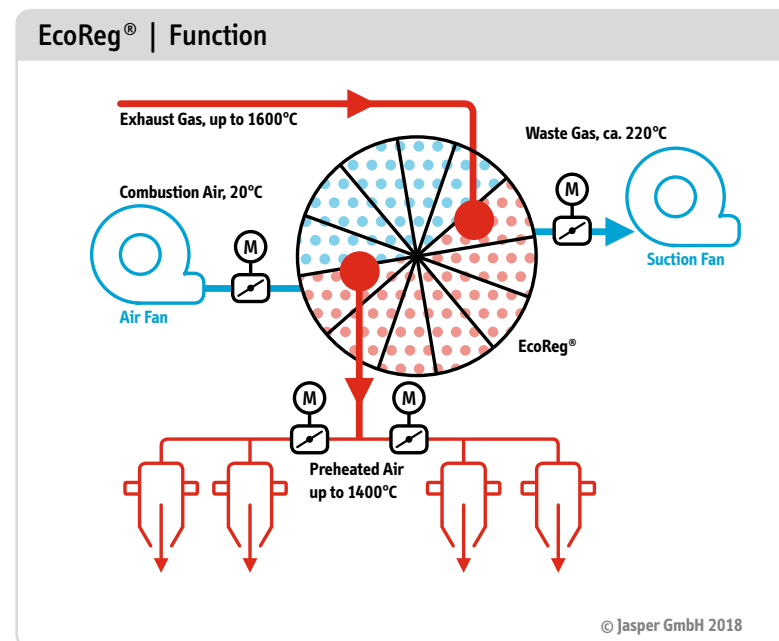 EcoReg® | Function
Exhaust Gas, up to 1600°C
Waste Gas, ca. 220°C
Combustion Air, 20°C
M
M
Suction Fan
Air Fan
EcoReg®
M
M
Preheated Air
up to 1400°C
© Jasper GmbH 2018